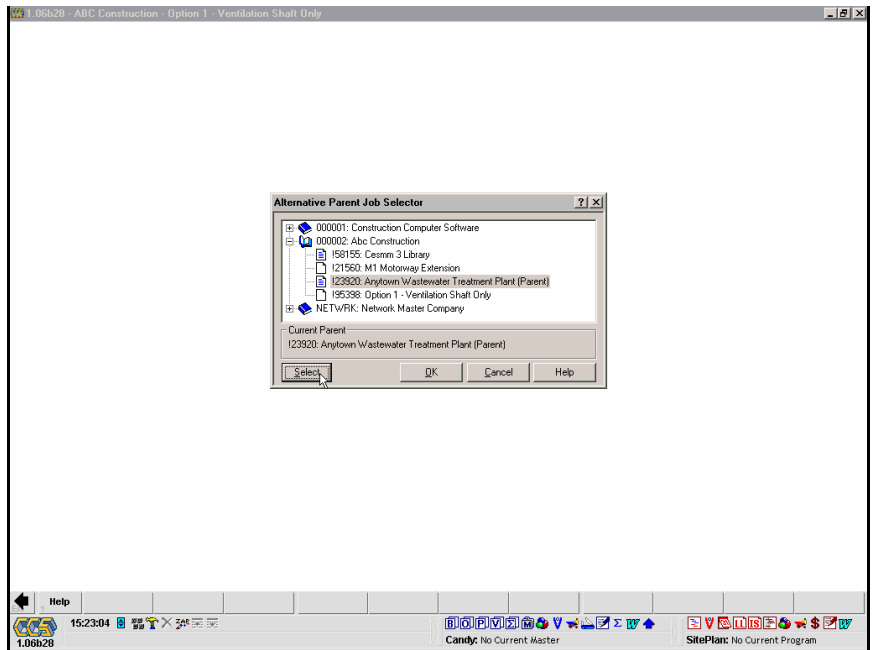 1.06b28 - ABC Construction - Option 1 - Ventilation Shaft Only
Alternative Parent Job Selector
000001: Construction Computer Software
000002: Abc Construction
!58155: Cesmm 3 Library
!21560: M1 Motorway Extension
!23920: Anytown Wastewater Treatment Plant (Parent)
!95398: Option 1 - Ventilation Shaft Only
NETWRK: Network Master Company
Current Parent
!23920: Anytown Wastewater Treatment Plant (Parent)
Select OK Cancel Help
Help
CCS 15:23:04
1.06b28 Candy: No Current Master SitePlan: No Current Program